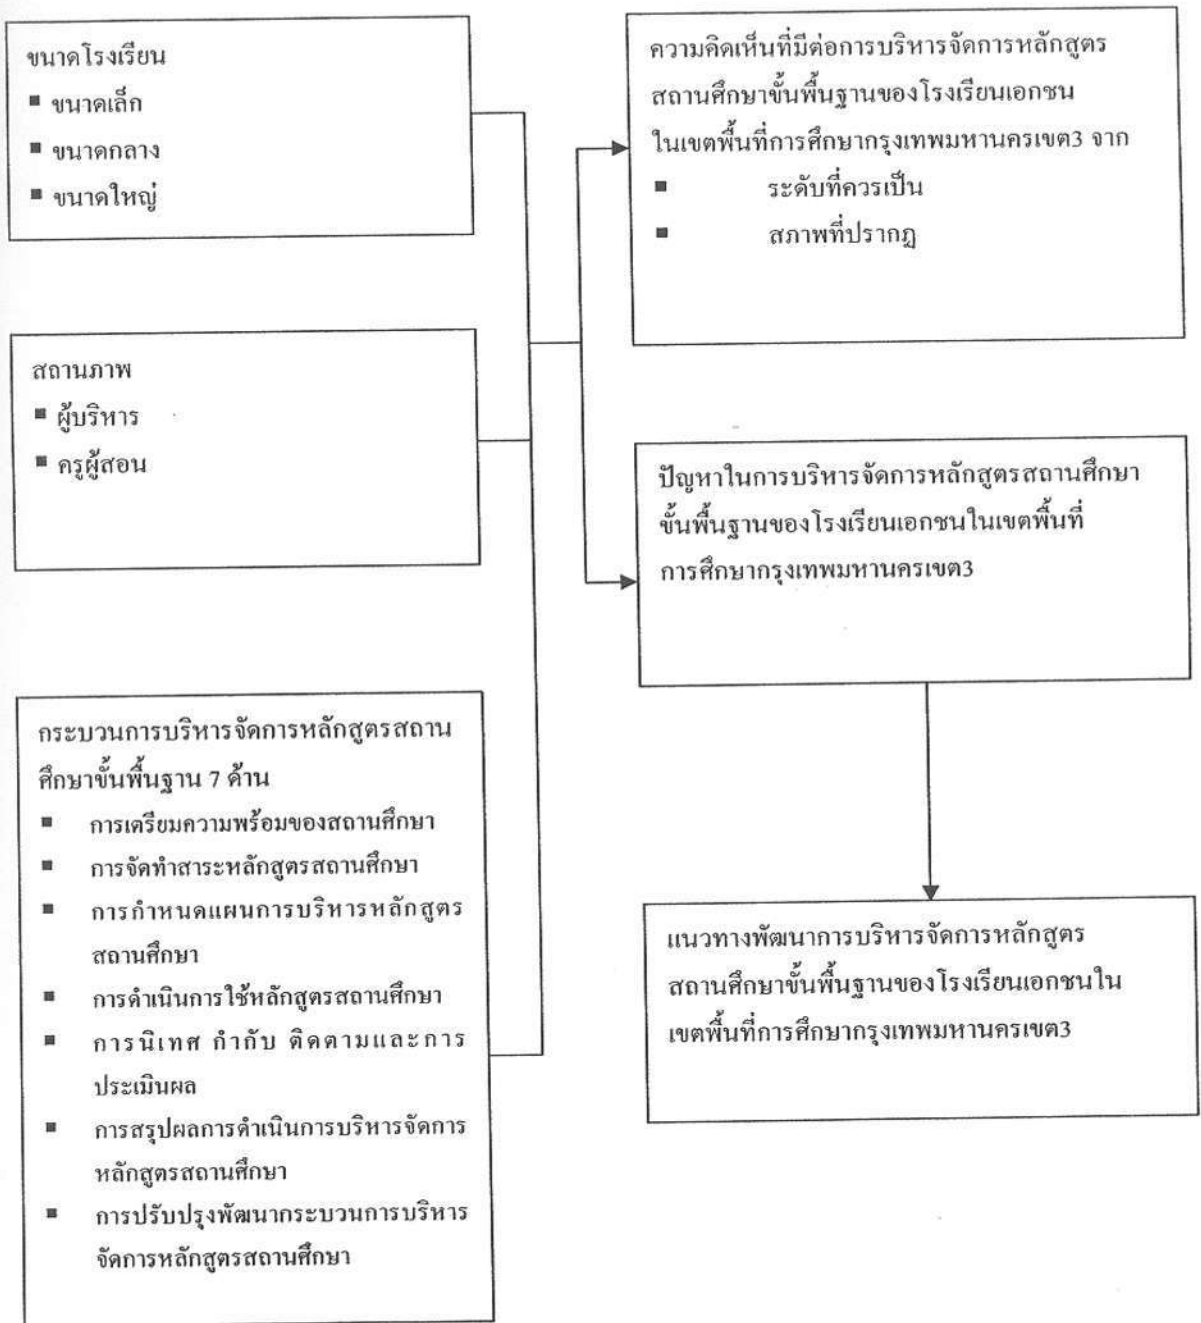 ขนาดโรงเรียน
▪ ขนาดเล็ก
▪ ขนาดกลาง
▪ ขนาดใหญ่
สถานภาพ
▪ ผู้บริหาร
▪ ครูผู้สอน
กระบวนการบริหารจัดการหลักสูตรสถาน
ศึกษาขั้นพื้นฐาน 7 ด้าน
▪ การเตรียมความพร้อมของสถานศึกษา
▪ การจัดทำสาระหลักสูตรสถานศึกษา
▪ การกำหนดแผนการบริหารหลักสูตร
สถานศึกษา
▪ การดำเนินการใช้หลักสูตรสถานศึกษา
▪ การนิเทศ กำกับ ติดตามและการ
ประเมินผล
▪ การสรุปผลการดำเนินการบริหารจัดการ
หลักสูตรสถานศึกษา
▪ การปรับปรุงพัฒนากระบวนการบริหาร
จัดการหลักสูตรสถานศึกษา
ความคิดเห็นที่มีต่อการบริหารจัดการหลักสูตร
สถานศึกษาขั้นพื้นฐานของโรงเรียนเอกชน
ในเขตพื้นที่การศึกษากรุงเทพมหานครเขต3 จาก
▪ ระดับที่ควรเป็น
▪ สภาพที่ปรากฏ
ปัญหาในการบริหารจัดการหลักสูตรสถานศึกษา
ขั้นพื้นฐานของโรงเรียนเอกชนในเขตพื้นที่
การศึกษากรุงเทพมหานครเขต3
แนวทางพัฒนาการบริหารจัดการหลักสูตร
สถานศึกษาขั้นพื้นฐานของโรงเรียนเอกชนใน
เขตพื้นที่การศึกษากรุงเทพมหานครเขต3